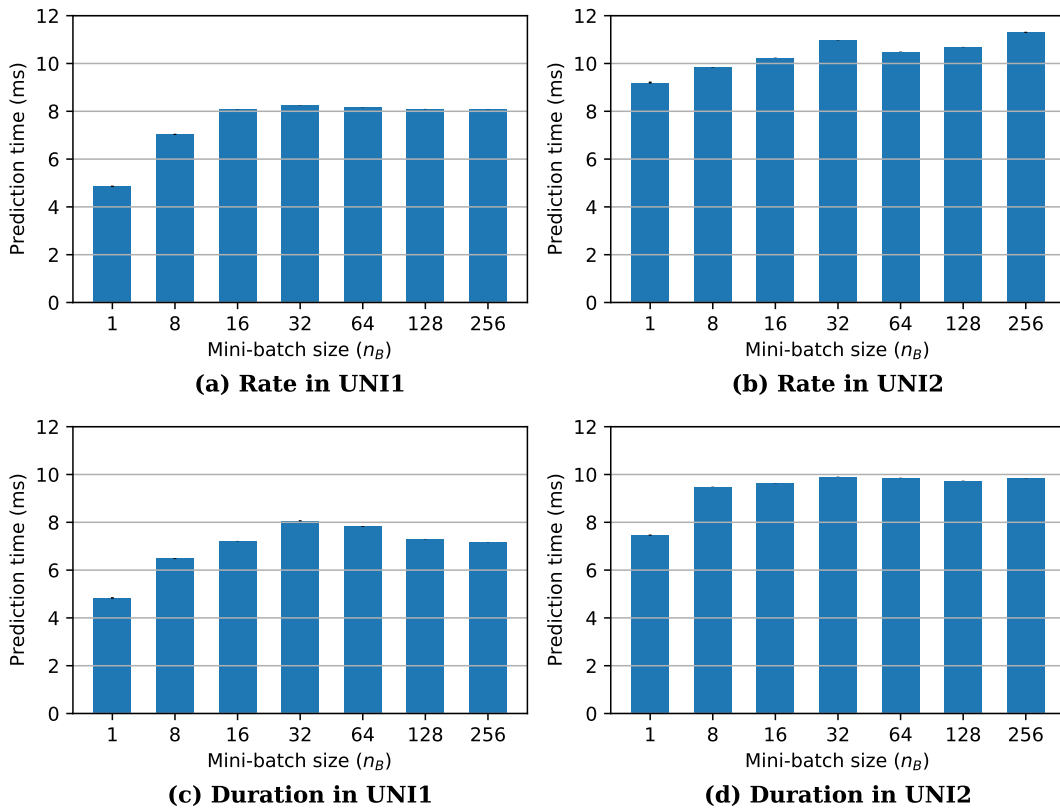 12
10
8
6
4
2
0
Prediction time (ms)
1 8 16 32 64 128 256
Mini-batch size (n_B)
(a) Rate in UNI1
12
10
8
6
4
2
0
Prediction time (ms)
1 8 16 32 64 128 256
Mini-batch size (n_B)
(b) Rate in UNI2
12
10
8
6
4
2
0
Prediction time (ms)
1 8 16 32 64 128 256
Mini-batch size (n_B)
(c) Duration in UNI1
12
10
8
6
4
2
0
Prediction time (ms)
1 8 16 32 64 128 256
Mini-batch size (n_B)
(d) Duration in UNI2